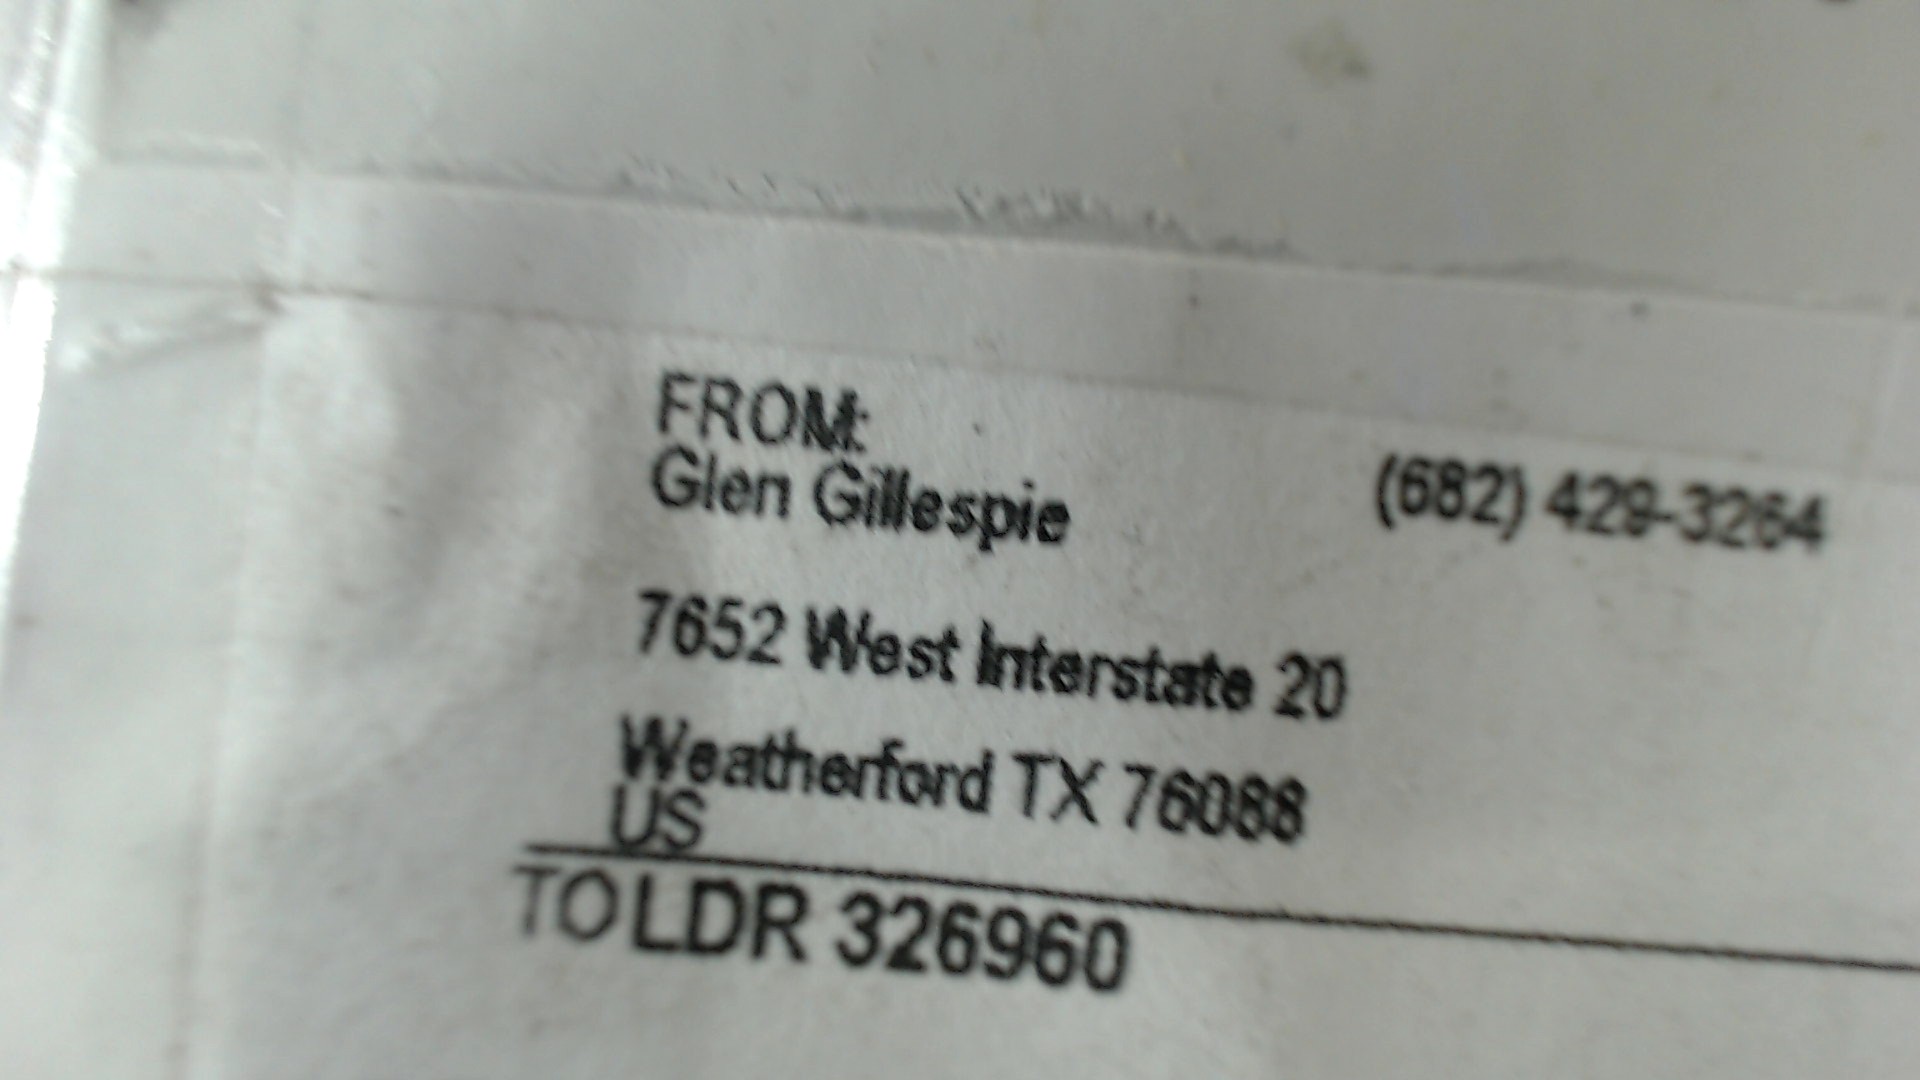 FROM:
Glen Gillespie (682) 429-3264
7652 West Interstate 20
Weatherford TX 76088
US
TO LDR 326960